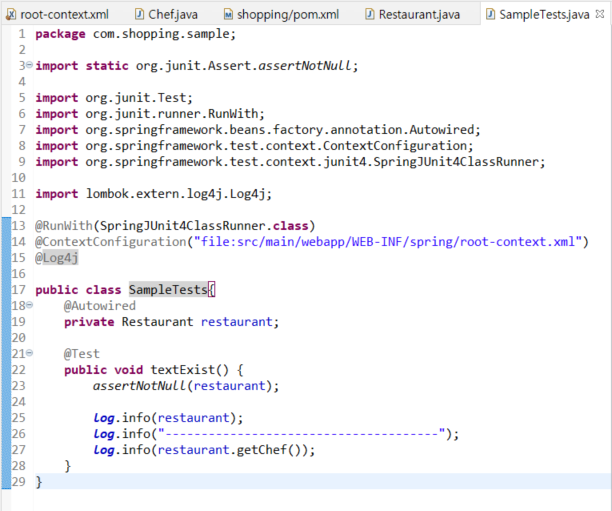 root-context.xml Chef.java shopping/pom.xml Restaurant.java SampleTests.java
1 package com.shopping.sample;
2
3 import static org.junit.Assert.assertNotNull;
4
5 import org.junit.Test;
6 import org.junit.runner.RunWith;
7 import org.springframework.beans.factory.annotation.Autowired;
8 import org.springframework.test.context.ContextConfiguration;
9 import org.springframework.test.context.junit4.SpringJUnit4ClassRunner;
10
11 import lombok.extern.log4j.Log4j;
12
13 @RunWith(SpringJUnit4ClassRunner.class)
14 @ContextConfiguration("file:src/main/webapp/WEB-INF/spring/root-context.xml")
15 @Log4j
16
17 public class SampleTests{
18 @Autowired
19 private Restaurant restaurant;
20
21 @Test
22 public void textExist() {
23 assertNotNull(restaurant);
24
25 log.info(restaurant);
26 log.info("--------------------------------------");
27 log.info(restaurant.getChef());
28 }
29 }